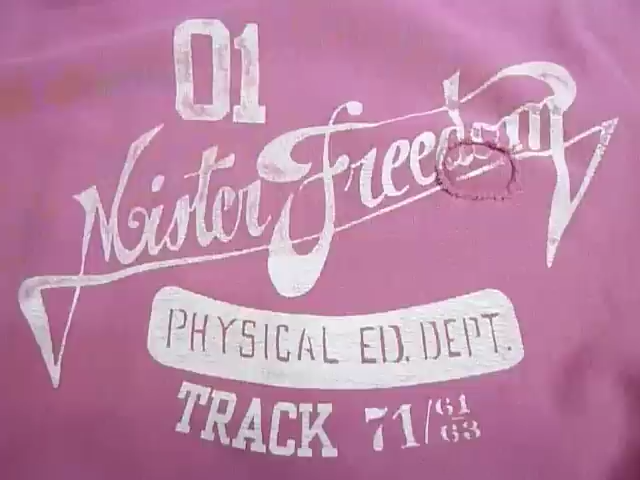 01
Mister Freedom
PHYSICAL ED. DEPT.
TRACK 71/61
63